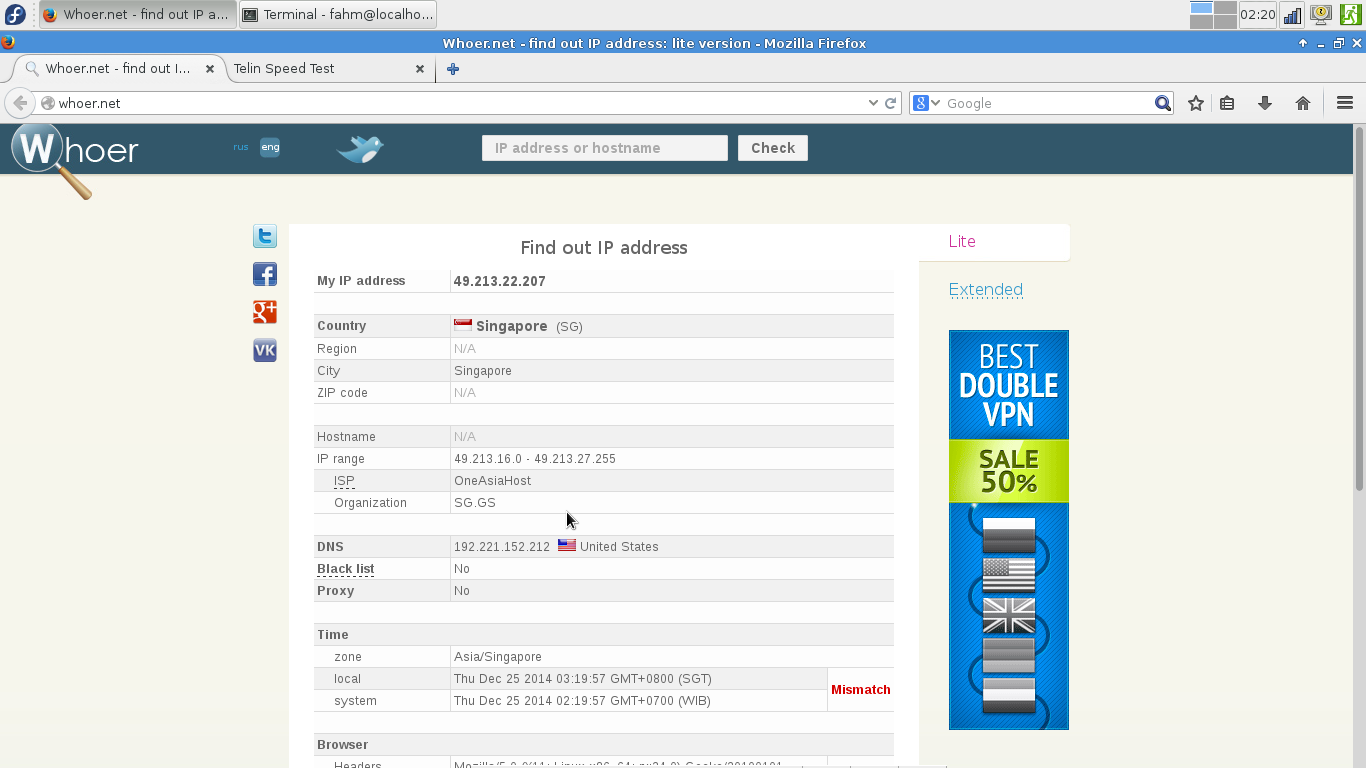 Whoer.net - find out IP a...
Terminal - fahm@localho...
02:20
Whoer.net - find out IP address: lite version - Mozilla Firefox
Whoer.net - find out I...
Telin Speed Test
whoer.net
8 Google
Whoer
rus eng
IP address or hostname
Check
Find out IP address
Lite
My IP address 49.213.22.207
Extended
Country Singapore (SG)
Region N/A
City Singapore
ZIP code N/A
Hostname N/A
IP range 49.213.16.0 - 49.213.27.255
ISP OneAsiaHost
Organization SG.GS
DNS 192.221.152.212 United States
Black list No
Proxy No
Time
zone Asia/Singapore
local Thu Dec 25 2014 03:19:57 GMT+0800 (SGT)
Mismatch
system Thu Dec 25 2014 02:19:57 GMT+0700 (WIB)
Browser
Headers
VK
BEST
DOUBLE
VPN
SALE
50%